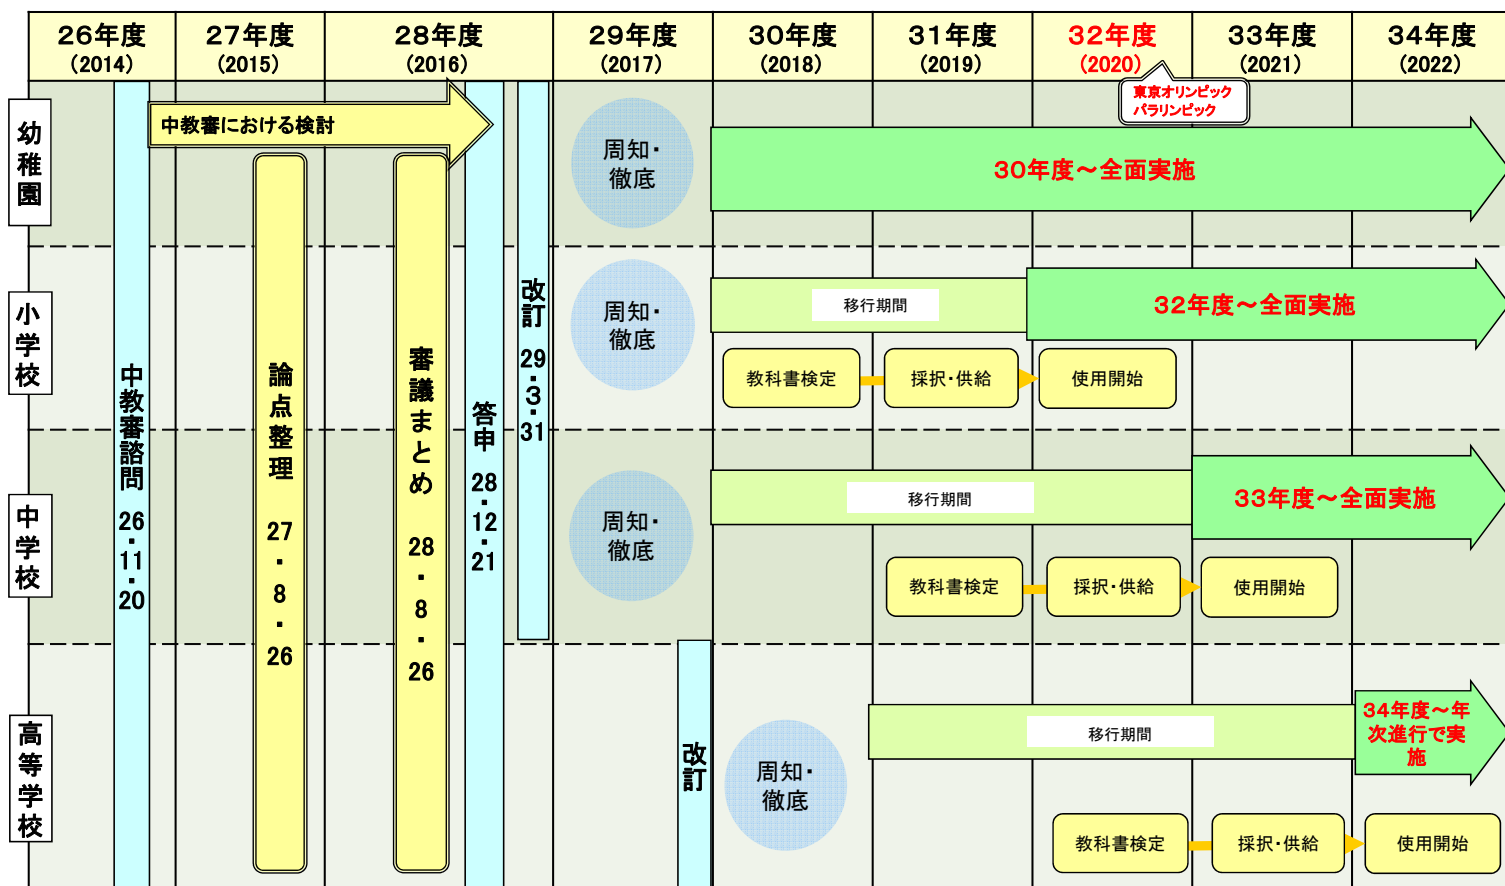 26年度
(2014)
27年度
(2015)
28年度
(2016)
29年度
(2017)
30年度
(2018)
31年度
(2019)
32年度
(2020)
33年度
(2021)
34年度
(2022)
東京オリンピック
パラリンピック
幼稚園
中教審における検討
周知・
徹底
30年度～全面実施
小学校
周知・
徹底
移行期間
32年度～全面実施
教科書検定
採択・供給
使用開始
中教審諮問 26・11・20
論点整理 27・8・26
審議まとめ 28・8・26
答申 28・12・21
改訂 29・3・31
中学校
周知・
徹底
移行期間
33年度～全面実施
教科書検定
採択・供給
使用開始
高等学校
改訂
周知・
徹底
移行期間
34年度～年
次進行で実
施
教科書検定
採択・供給
使用開始